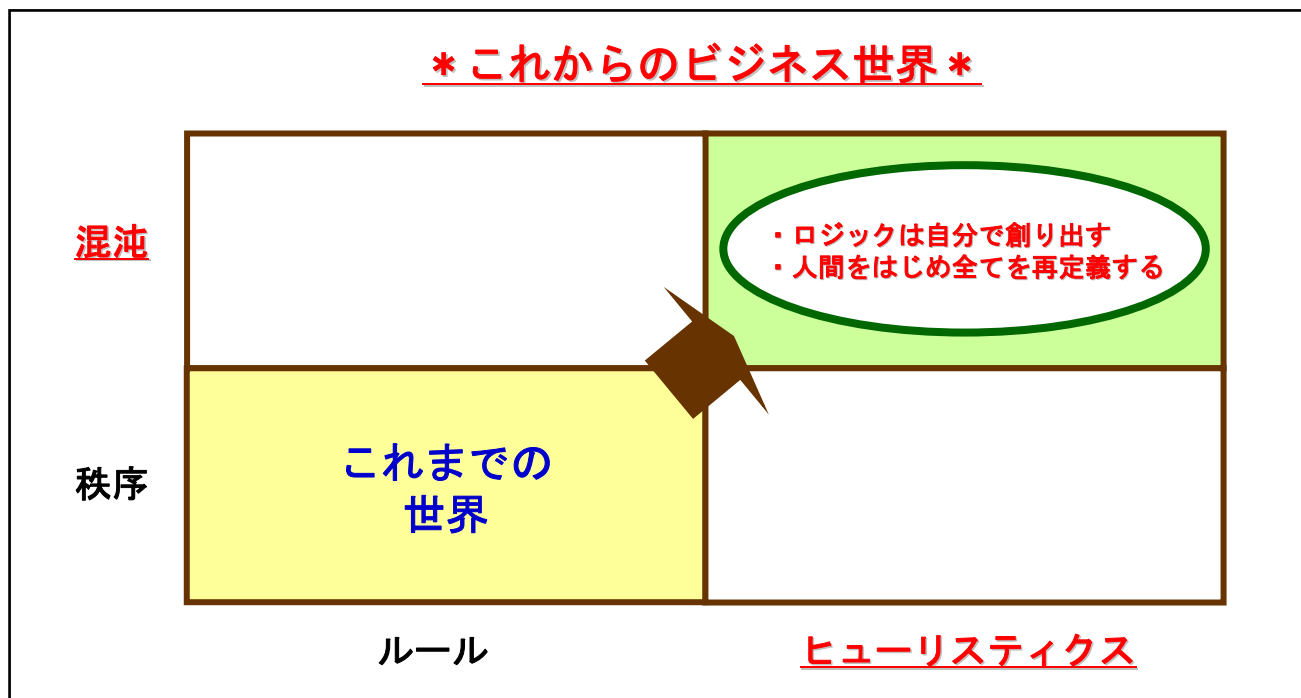 ＊これからのビジネス世界＊
混沌
・ロジックは自分で創り出す
・人間をはじめ全てを再定義する
秩序
これまでの
世界
ルール
ヒューリスティクス